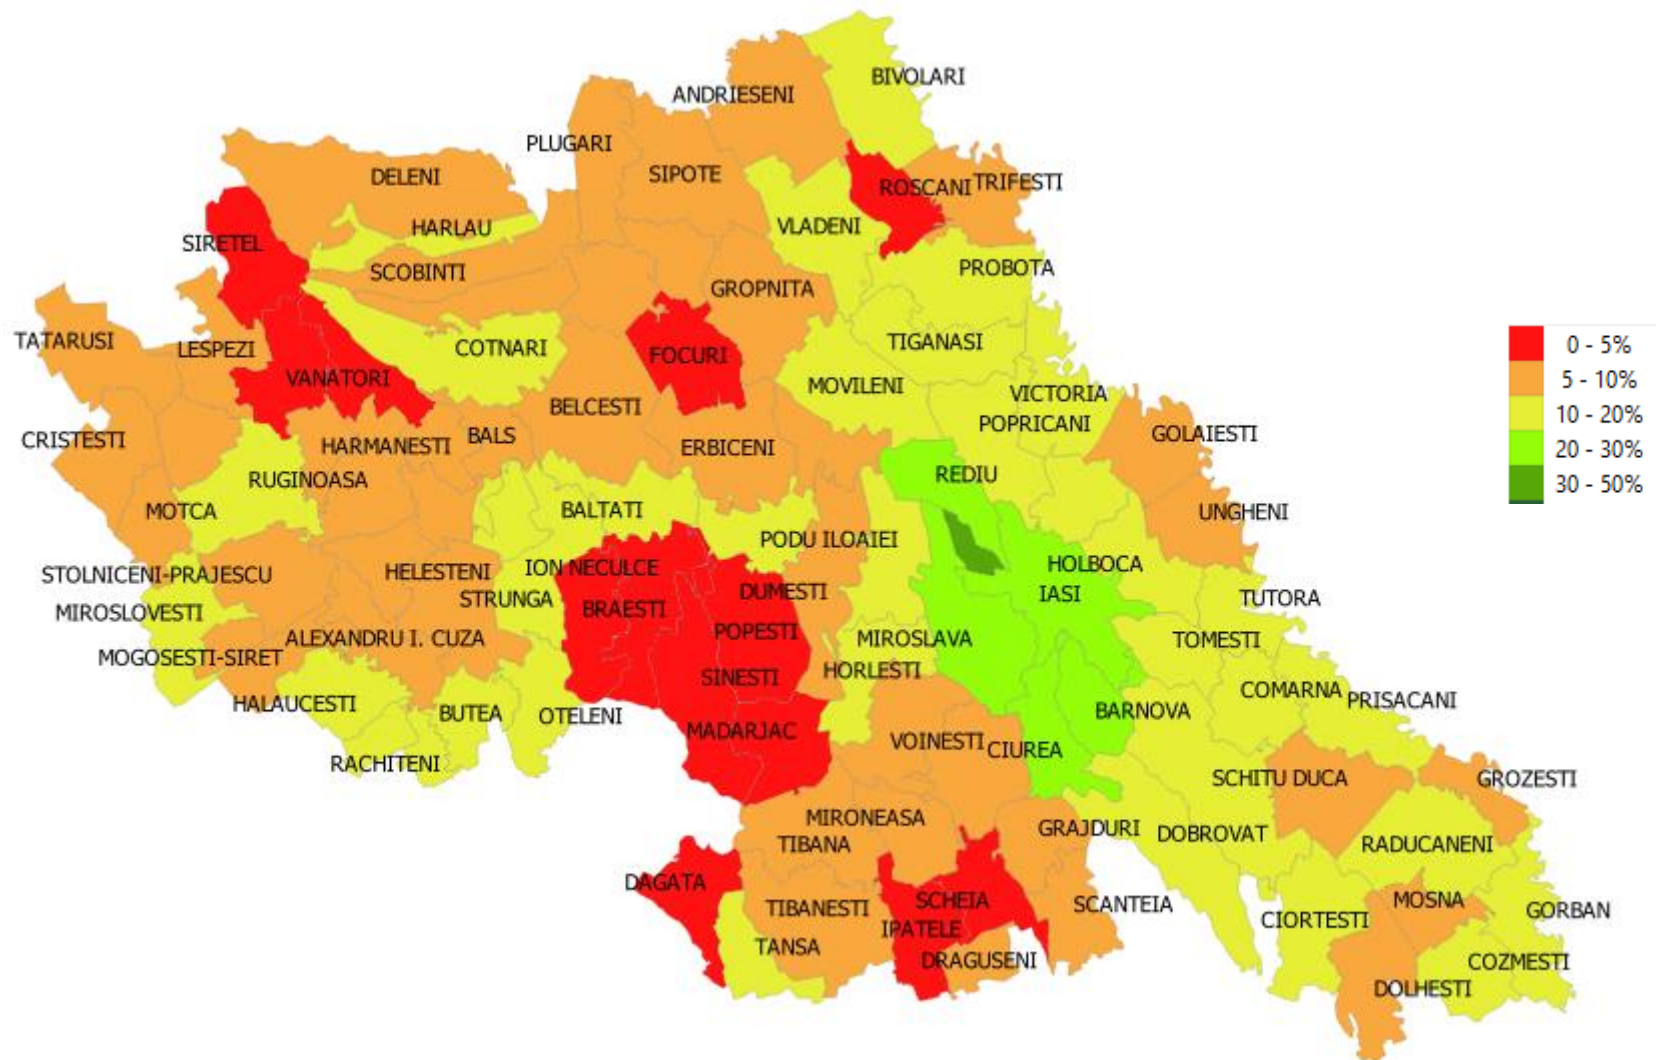 BIVOLARI
ANDRIESENI
PLUGARI
SIPOTE
DELENI
ROSCANI
TRIFESTI
HARLAU
VLADENI
SIRETEL
SCOBINTI
PROBOTA
GROPNITA
TATARUSI
LESPEZI
COTNARI
FOCURI
TIGANASI
0 - 5%
5 - 10%
10 - 20%
20 - 30%
30 - 50%
VANATORI
MOVILENI
VICTORIA
BELCESTI
POPRICANI
CRISTESTI
HARMANESTI
BALS
ERBICENI
GOLAIESTI
RUGINOASA
REDIU
MOTCA
BALTATI
UNGHENI
PODU ILOAIEI
STOLNICENI-PRAJESCU
HELESTENI
ION NECULCE
HOLBOCA
MIROSLOVESTI
STRUNGA
BRAESTI
DUMESTI
IASI
TUTORA
ALEXANDRU I. CUZA
POPESTI
MIROSLAVA
TOMESTI
MOGOSESTI-SIRET
SINESTI
HORLESTI
COMARNA
PRISACANI
HALAUCESTI
BUTEA
OTELENI
MADARJAC
BARNOVA
VOINESTI
CIUREA
RACHITENI
SCHITU DUCA
GROZESTI
MIRONEASA
GRAJDURI
DOBROVAT
TIBANA
RADUCANENI
DAGATA
TIBANESTI
SCHEIA
SCANTEIA
MOSNA
CIORTESTI
GORBAN
IPATELE
TANSA
DRAGUSENI
COZMESTI
DOLHESTI